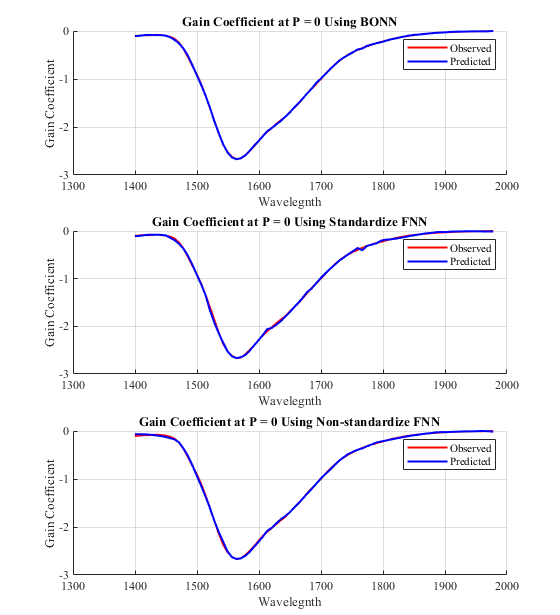 Gain Coefficient at P = 0 Using BONN
Gain Coefficient
0
-1
-2
-3
Observed
Predicted
1300 1400 1500 1600 1700 1800 1900 2000
Wavelegnth
Gain Coefficient at P = 0 Using Standardize FNN
Gain Coefficient
0
-1
-2
-3
Observed
Predicted
1300 1400 1500 1600 1700 1800 1900 2000
Wavelegnth
Gain Coefficient at P = 0 Using Non-standardize FNN
Gain Coefficient
0
-1
-2
-3
Observed
Predicted
1300 1400 1500 1600 1700 1800 1900 2000
Wavelegnth